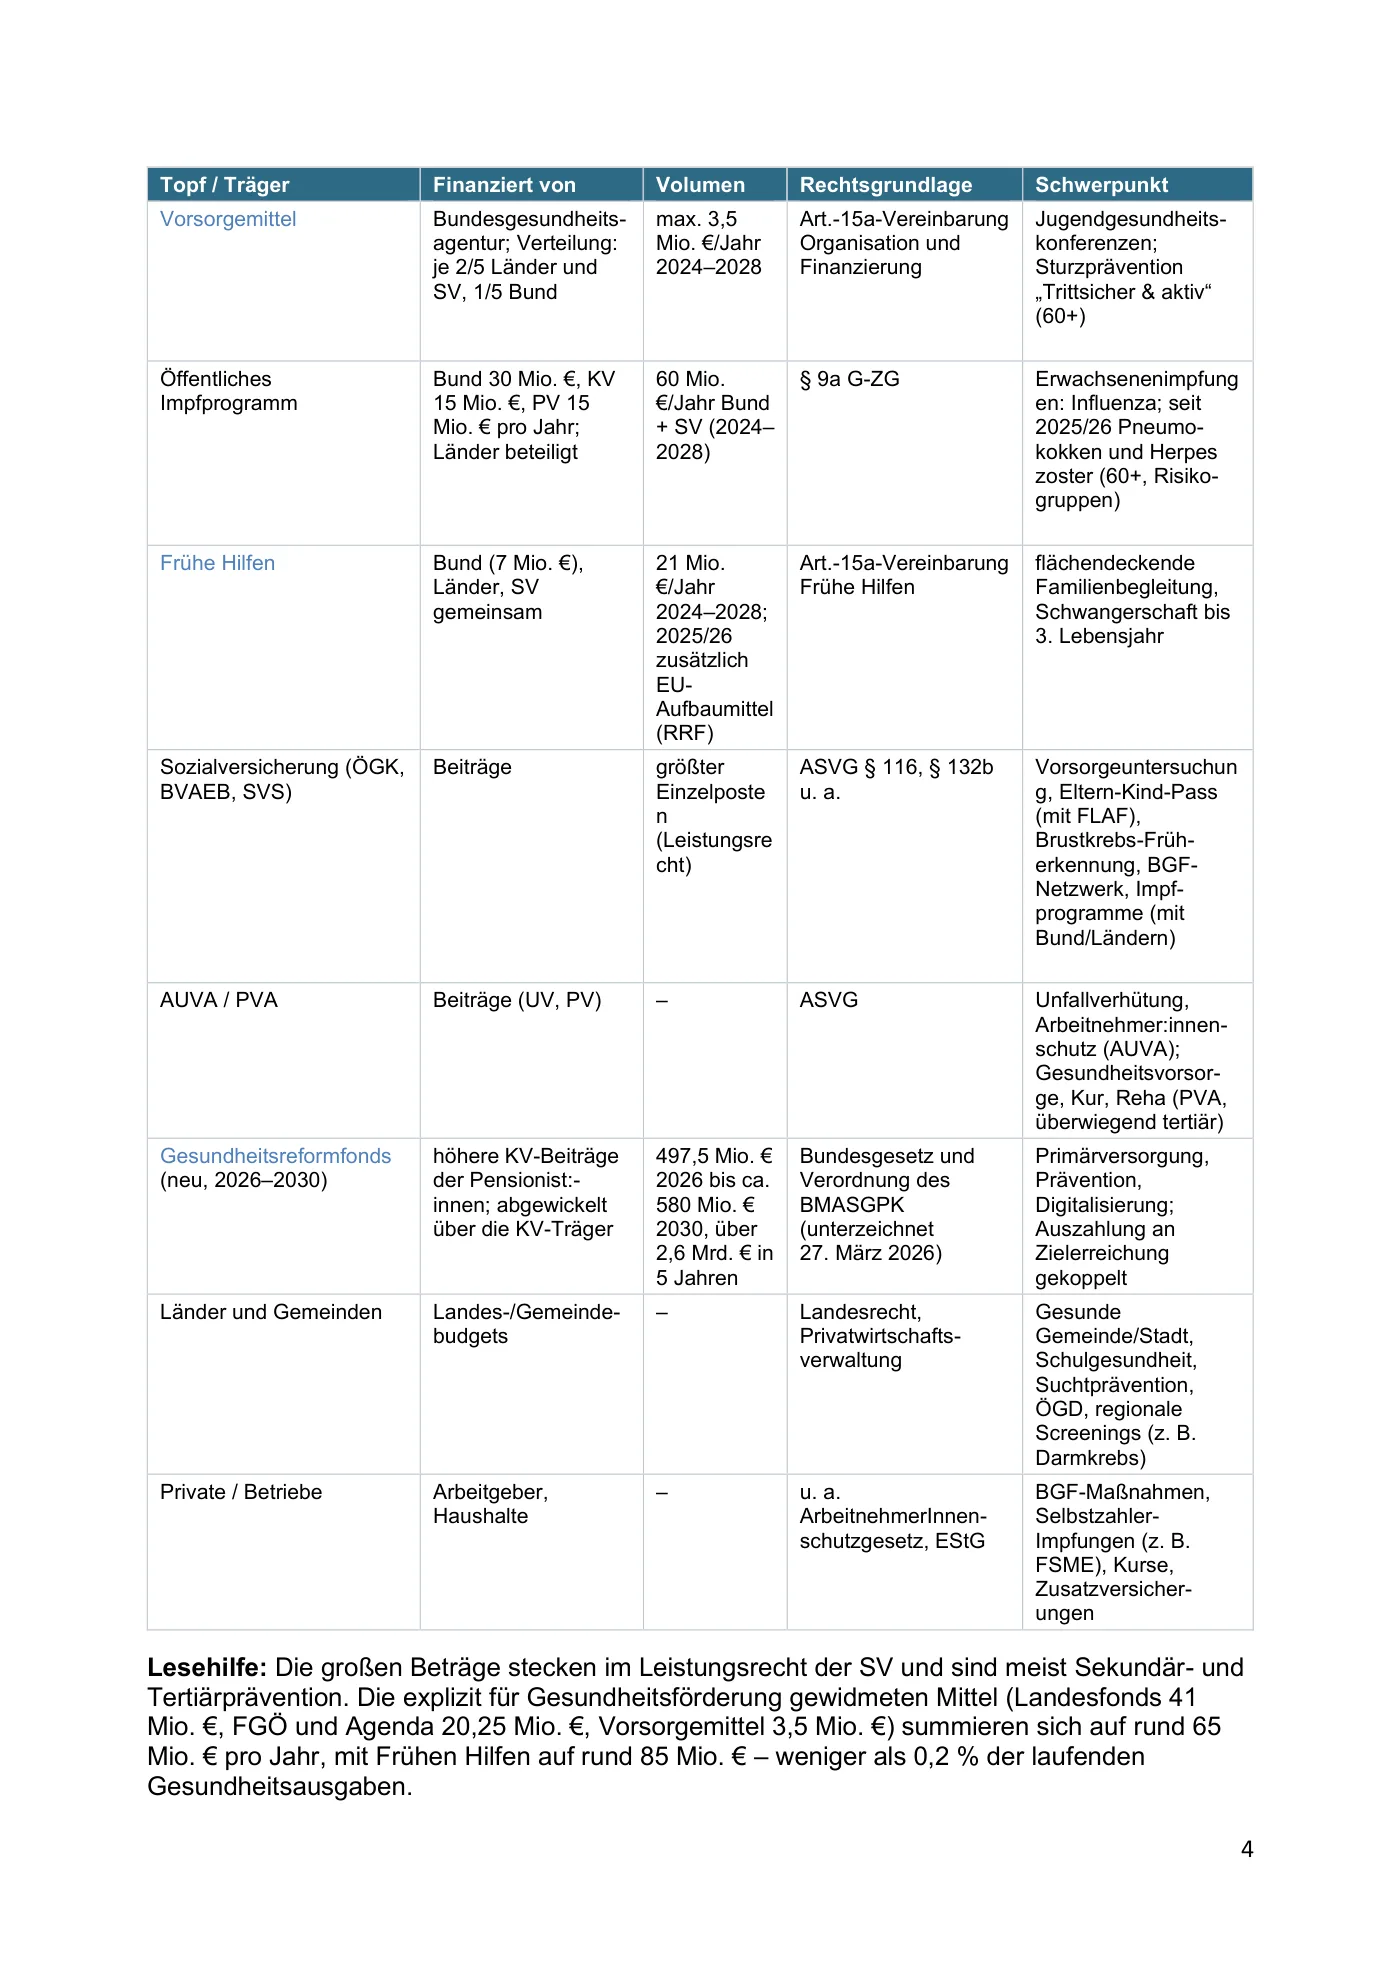 Topf / Träger
Finanziert von
Volumen
Rechtsgrundlage
Schwerpunkt
Vorsorgemittel
Bundesgesundheits-
agentur; Verteilung:
je 2/5 Länder und
SV, 1/5 Bund
max. 3,5
Mio. €/Jahr
2024–2028
Art.-15a-Vereinbarung
Organisation und
Finanzierung
Jugendgesundheits-
konferenzen;
Sturzprävention
„Trittsicher & aktiv“
(60+)
Öffentliches
Impfprogramm
Bund 30 Mio. €, KV
15 Mio. €, PV 15
Mio. € pro Jahr;
Länder beteiligt
60 Mio.
€/Jahr Bund
+ SV (2024–
2028)
§ 9a G-ZG
Erwachsenenimpfung
en: Influenza; seit
2025/26 Pneumo-
kokken und Herpes
zoster (60+, Risiko-
gruppen)
Frühe Hilfen
Bund (7 Mio. €),
Länder, SV
gemeinsam
21 Mio.
€/Jahr
2024–2028;
2025/26
zusätzlich
EU-
Aufbaumittel
(RRF)
Art.-15a-Vereinbarung
Frühe Hilfen
flächendeckende
Familienbegleitung,
Schwangerschaft bis
3. Lebensjahr
Sozialversicherung (ÖGK,
BVAEB, SVS)
Beiträge
größter
Einzelposte
n
(Leistungsre
cht)
ASVG § 116, § 132b
u. a.
Vorsorgeuntersuchun
g, Eltern-Kind-Pass
(mit FLAF),
Brustkrebs-Früh-
erkennung, BGF-
Netzwerk, Impf-
programme (mit
Bund/Ländern)
AUVA / PVA
Beiträge (UV, PV)
–
ASVG
Unfallverhütung,
Arbeitnehmer:innen-
schutz (AUVA);
Gesundheitsvorsor-
ge, Kur, Reha (PVA,
überwiegend tertiär)
Gesundheitsreformfonds
(neu, 2026–2030)
höhere KV-Beiträge
der Pensionist:-
innen; abgewickelt
über die KV-Träger
497,5 Mio. €
2026 bis ca.
580 Mio. €
2030, über
2,6 Mrd. € in
5 Jahren
Bundesgesetz und
Verordnung des
BMASGPK
(unterzeichnet
27. März 2026)
Primärversorgung,
Prävention,
Digitalisierung;
Auszahlung an
Zielerreichung
gekoppelt
Länder und Gemeinden
Landes-/Gemeinde-
budgets
–
Landesrecht,
Privatwirtschafts-
verwaltung
Gesunde
Gemeinde/Stadt,
Schulgesundheit,
Suchtprävention,
ÖGD, regionale
Screenings (z. B.
Darmkrebs)
Private / Betriebe
Arbeitgeber,
Haushalte
–
u. a.
ArbeitnehmerInnen-
schutzgesetz, EStG
BGF-Maßnahmen,
Selbstzahler-
Impfungen (z. B.
FSME), Kurse,
Zusatzversicher-
ungen
Lesehilfe: Die großen Beträge stecken im Leistungsrecht der SV und sind meist Sekundär- und
Tertiärprävention. Die explizit für Gesundheitsförderung gewidmeten Mittel (Landesfonds 41
Mio. €, FGÖ und Agenda 20,25 Mio. €, Vorsorgemittel 3,5 Mio. €) summieren sich auf rund 65
Mio. € pro Jahr, mit Frühen Hilfen auf rund 85 Mio. € – weniger als 0,2 % der laufenden
Gesundheitsausgaben.
4